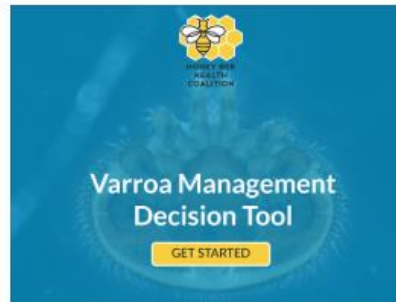 HONEY BEE
HEALTH
COALITION
Varroa Management
Decision Tool
GET STARTED